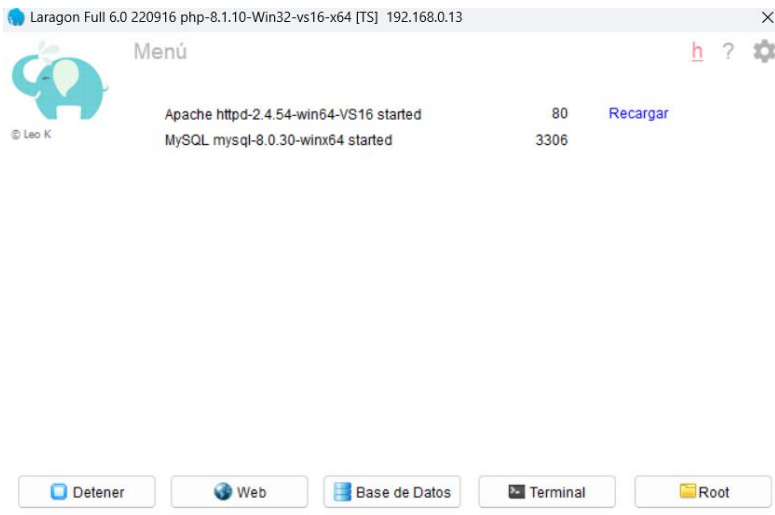 Laragon Full 6.0 220916 php-8.1.10-Win32-vs16-x64 [TS] 192.168.0.13
Menú h ?
Apache httpd-2.4.54-win64-VS16 started 80 Recargar
© Leo K
MySQL mysql-8.0.30-winx64 started 3306
Detener Web Base de Datos Terminal Root